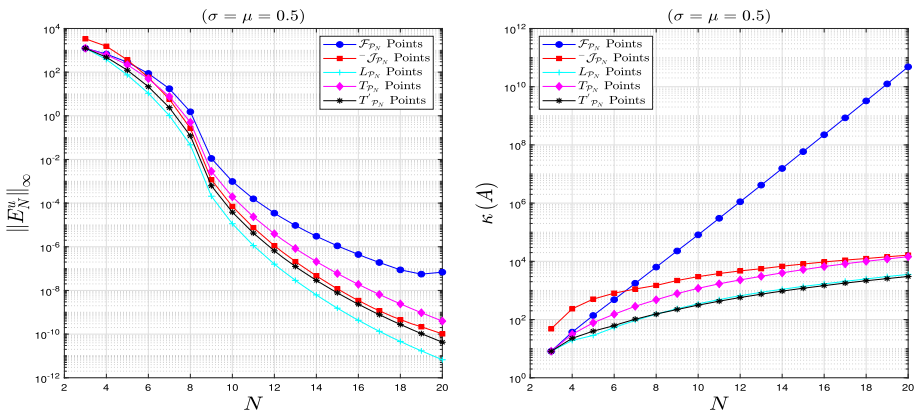 (σ = μ = 0.5)
10^4
10^2
10^0
10^-2
10^-4
10^-6
10^-8
10^-10
10^-12
‖E_N^u‖_∞
F_{P_N} Points
J_{P_N} Points
L_{P_N} Points
T_{P_N} Points
T'_{P_N} Points
2 4 6 8 10 12 14 16 18 20
N
(σ = μ = 0.5)
10^12
10^10
10^8
10^6
10^4
10^2
10^0
κ (A)
F_{P_N} Points
J_{P_N} Points
L_{P_N} Points
T_{P_N} Points
T'_{P_N} Points
2 4 6 8 10 12 14 16 18 20
N